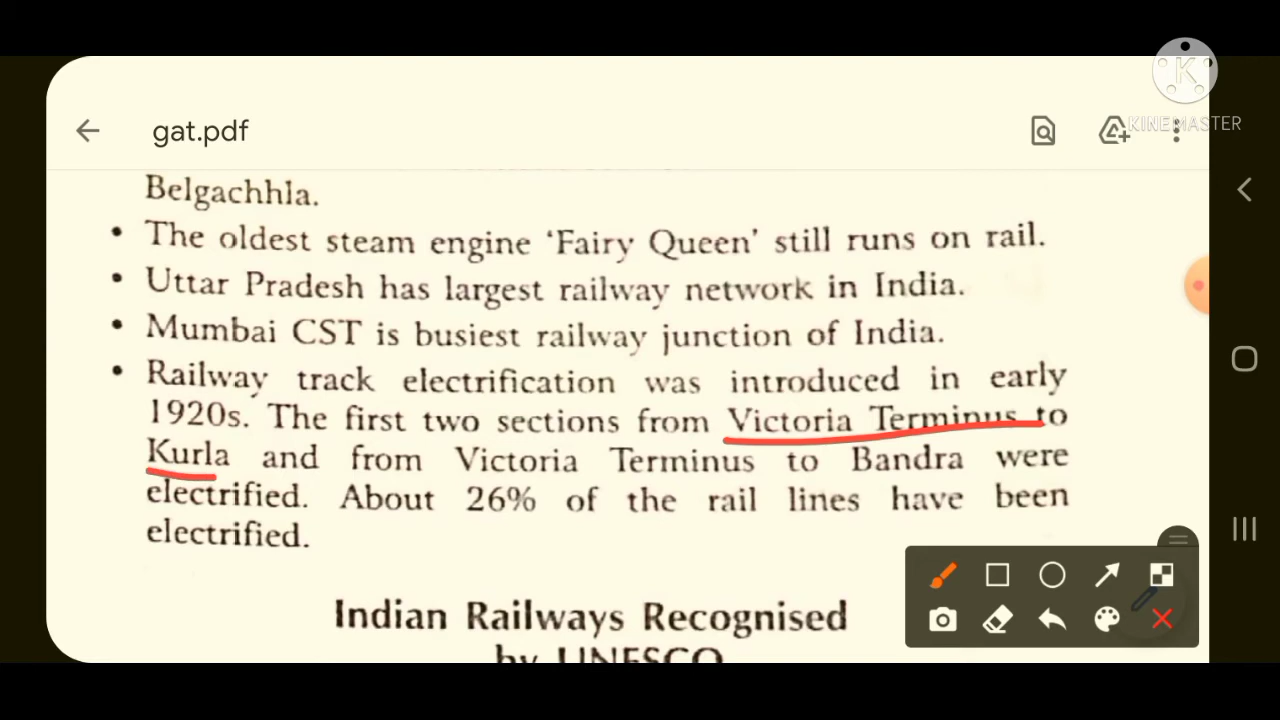 gat.pdf
KINEMASTER
Belgachhla.
• The oldest steam engine ‘Fairy Queen’ still runs on rail.
• Uttar Pradesh has largest railway network in India.
• Mumbai CST is busiest railway junction of India.
• Railway track electrification was introduced in early
1920s. The first two sections from Victoria Terminus to
Kurla and from Victoria Terminus to Bandra were
electrified. About 26% of the rail lines have been
electrified.
Indian Railways Recognised
by UNESCO